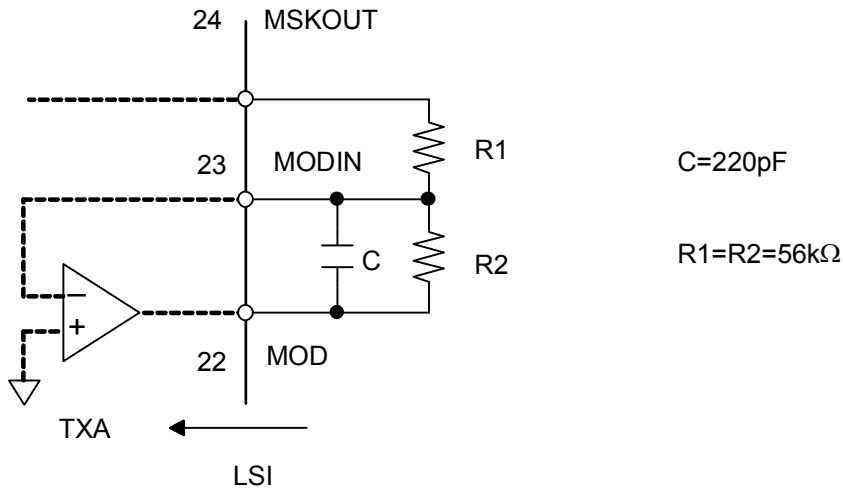 24 MSKOUT
R1
23 MODIN
C=220pF
C
R2
R1=R2=56kΩ
−
+
22 MOD
TXA
LSI